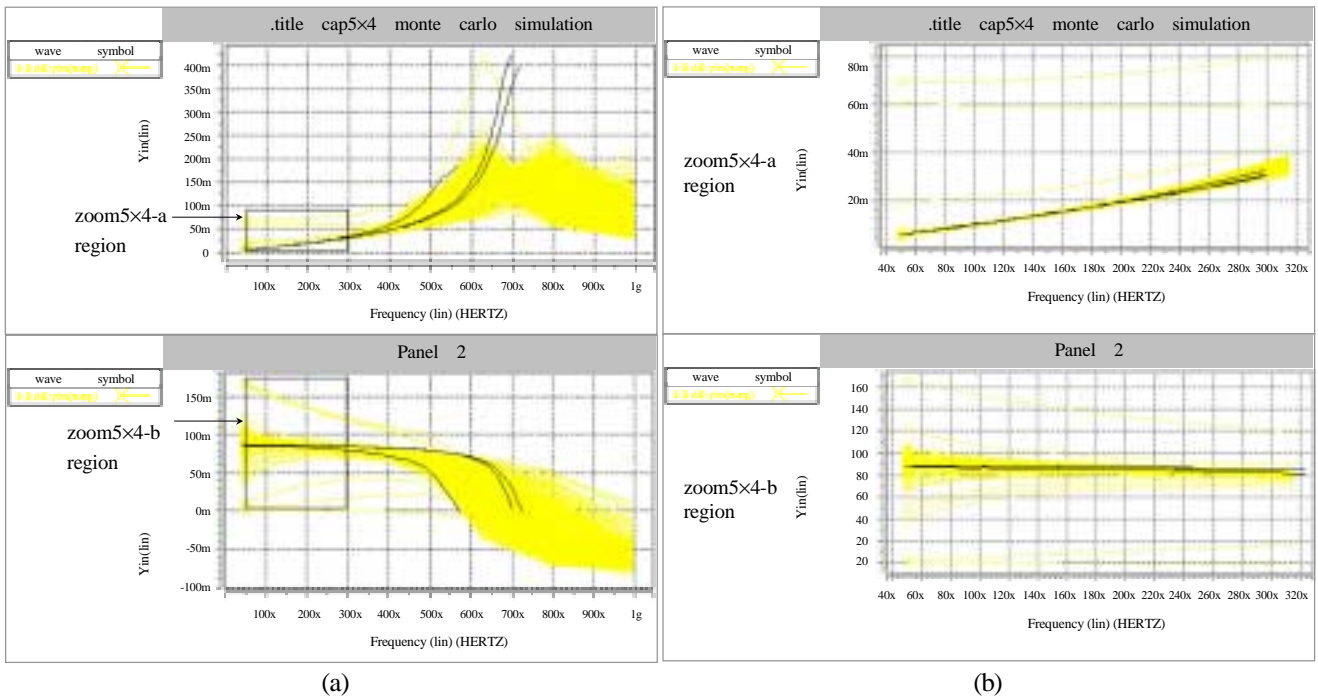 .title cap5×4 monte carlo simulation
wave symbol
400m
350m
300m
250m
200m
150m
100m
50m
0
Yin(lin)
zoom5×4-a
region
100x 200x 300x 400x 500x 600x 700x 800x 900x 1g
Frequency (lin) (HERTZ)
Panel 2
wave symbol
150m
100m
50m
0m
-50m
-100m
Yin(lin)
zoom5×4-b
region
100x 200x 300x 400x 500x 600x 700x 800x 900x 1g
Frequency (lin) (HERTZ)
(a)
.title cap5×4 monte carlo simulation
wave symbol
80m
60m
40m
20m
Yin(lin)
zoom5×4-a
region
40x 60x 80x 100x 120x 140x 160x 180x 200x 220x 240x 260x 280x 300x 320x
Frequency (lin) (HERTZ)
Panel 2
wave symbol
160
140
120
100
80
60
40
20
20
Yin(lin)
zoom5×4-b
region
40x 60x 80x 100x 120x 140x 160x 180x 200x 220x 240x 260x 280x 300x 320x
Frequency (lin) (HERTZ)
(b)